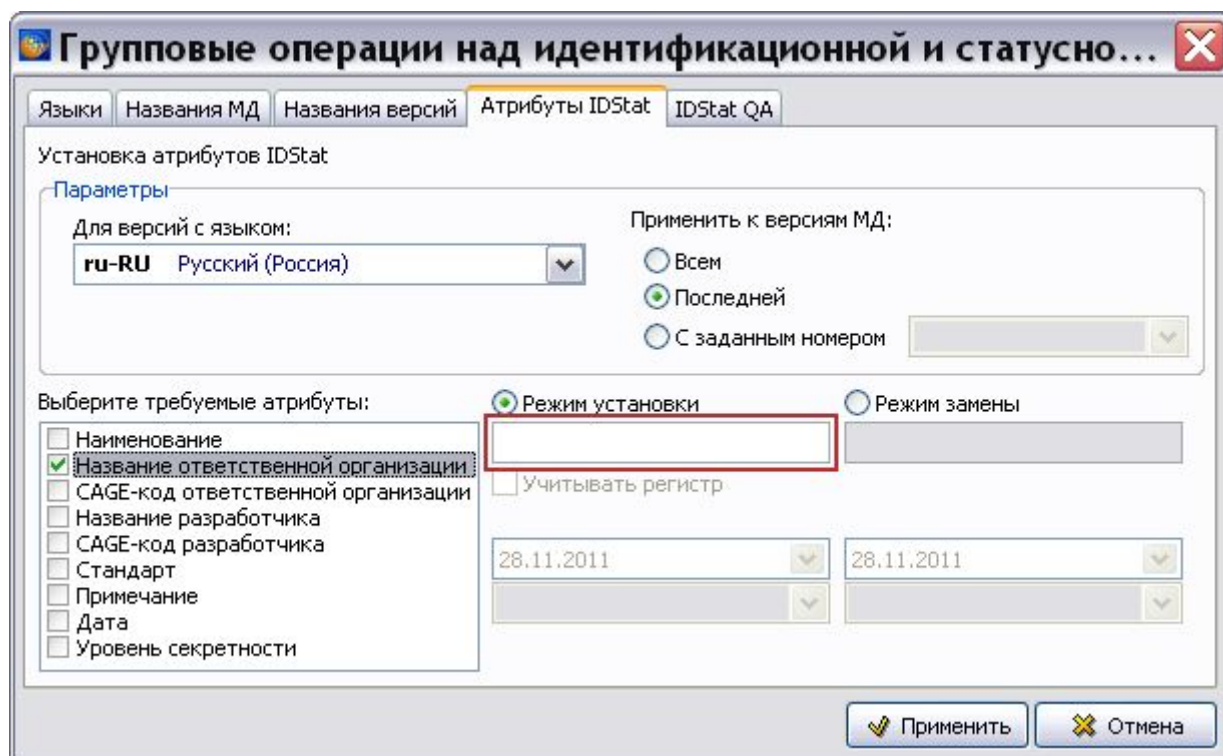 Групповые операции над идентификационной и статусно...
Языки Названия МД Названия версий Атрибуты IDStat IDStat QA
Установка атрибутов IDStat
Параметры
Для версий с языком:
ru-RU Русский (Россия)
Применить к версиям МД:
Всем
Последней
С заданным номером
Выберите требуемые атрибуты:
Наименование
Название ответственной организации
CAGE-код ответственной организации
Название разработчика
CAGE-код разработчика
Стандарт
Примечание
Дата
Уровень секретности
Режим установки
Режим замены
Учитывать регистр
28.11.2011
28.11.2011
Применить
Отмена